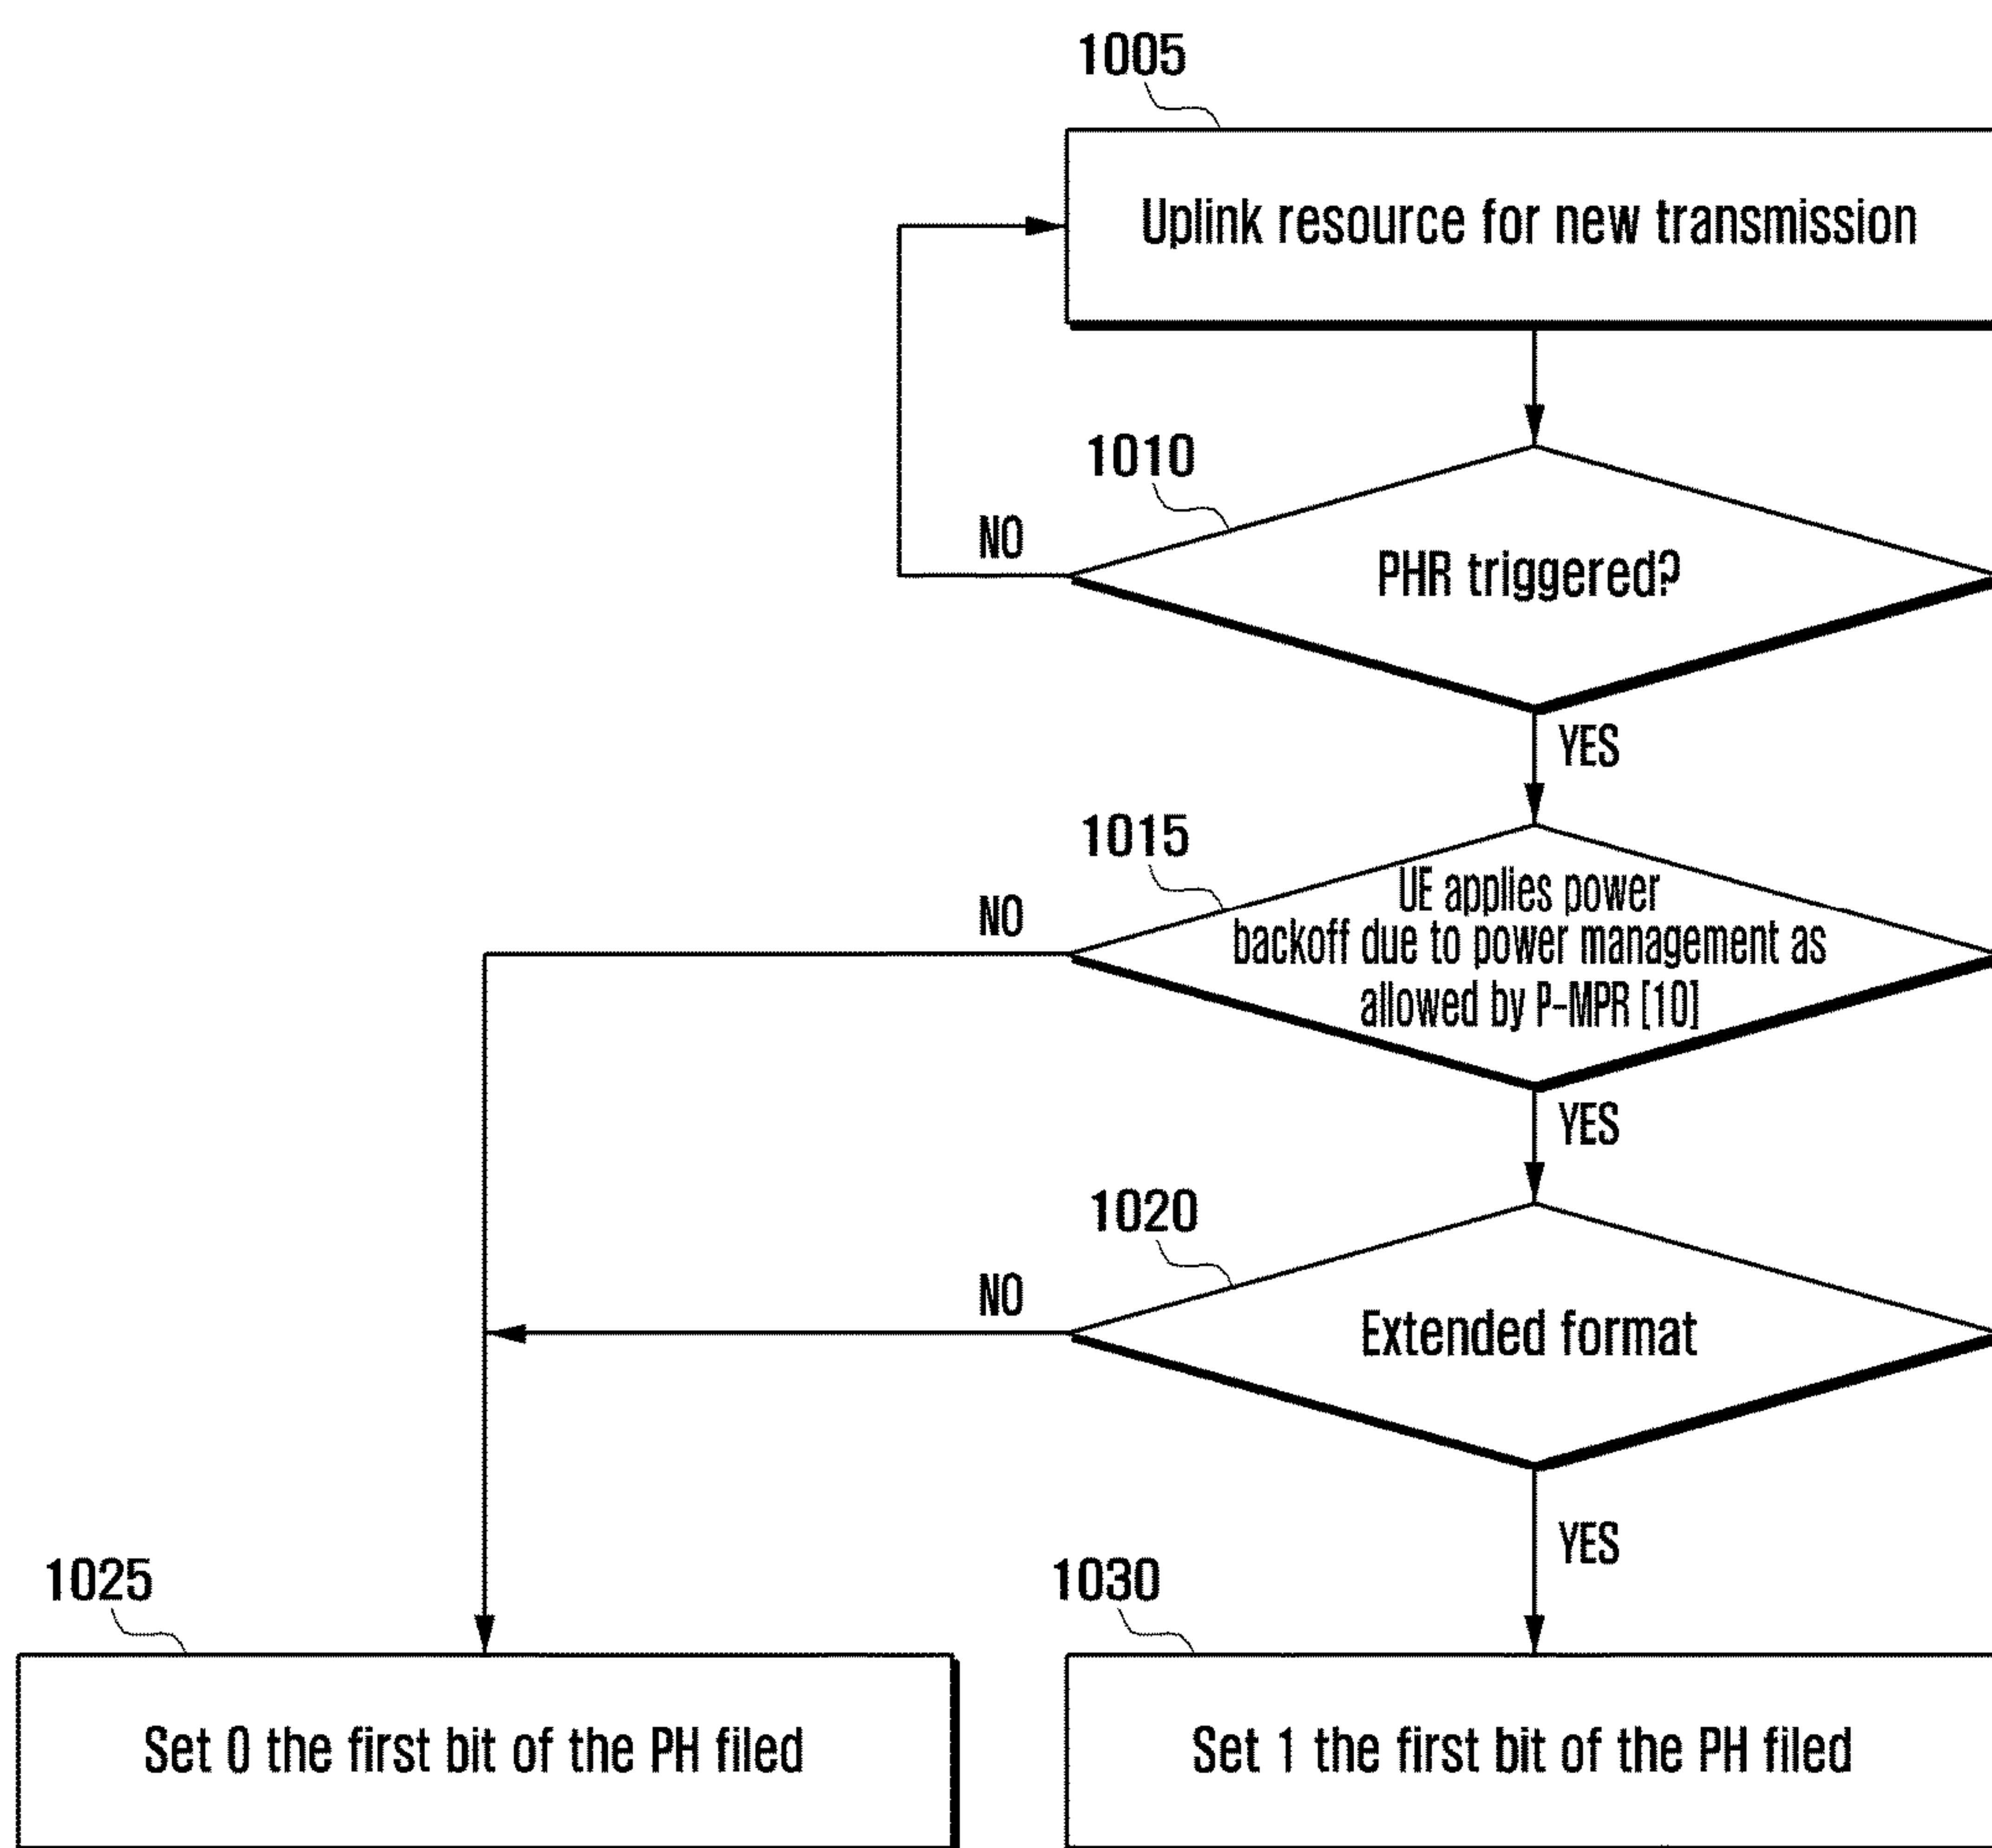 1005
Uplink resource for new transmission
1010
NO
PHR triggered?
YES
1015
NO
UE applies power
backoff due to power management as
allowed by P-MPR [10]
YES
1020
NO
Extended format
YES
1025
1030
Set 0 the first bit of the PH filed
Set 1 the first bit of the PH filed